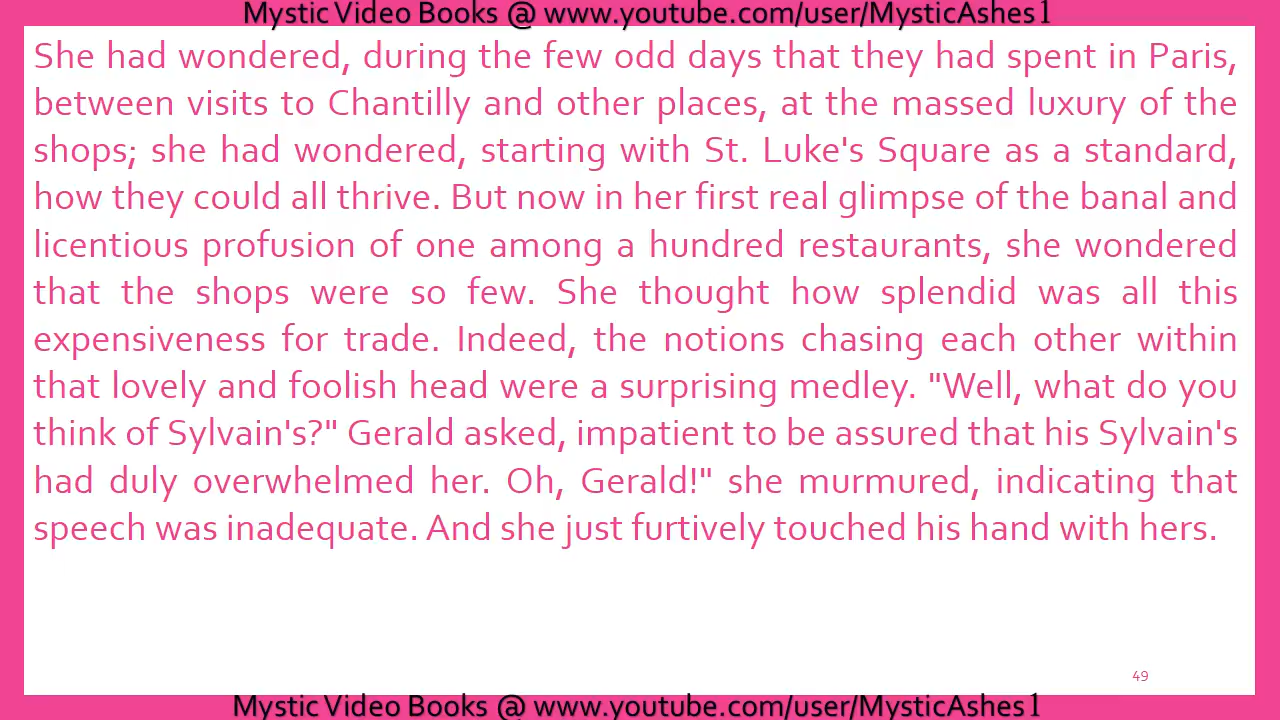 Mystic Video Books @ www.youtube.com/user/MysticAshes1
She had wondered, during the few odd days that they had spent in Paris,
between visits to Chantilly and other places, at the massed luxury of the
shops; she had wondered, starting with St. Luke's Square as a standard,
how they could all thrive. But now in her first real glimpse of the banal and
licentious profusion of one among a hundred restaurants, she wondered
that the shops were so few. She thought how splendid was all this
expensiveness for trade. Indeed, the notions chasing each other within
that lovely and foolish head were a surprising medley. "Well, what do you
think of Sylvain's?" Gerald asked, impatient to be assured that his Sylvain's
had duly overwhelmed her. Oh, Gerald!" she murmured, indicating that
speech was inadequate. And she just furtively touched his hand with hers.
49
Mystic Video Books @ www.youtube.com/user/MysticAshes1